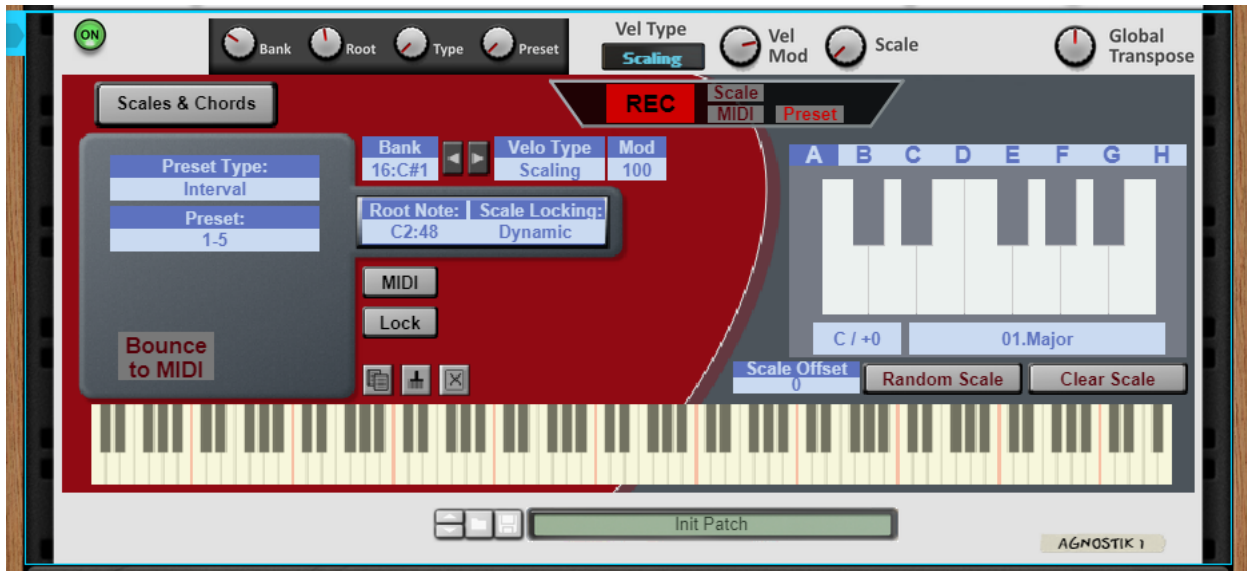 ON
Bank
Root
Type
Preset
Vel Type
Scaling
Vel
Mod
Scale
Global
Transpose
Scales & Chords
REC
Scale
MIDI
Preset
Preset Type:
Interval
Preset:
1-5
Bank
16:C#1
Velo Type
Scaling
Mod
100
Root Note:
C2:48
Scale Locking:
Dynamic
MIDI
Lock
Bounce
to MIDI
A B C D E F G H
C / +0
01.Major
Scale Offset
0
Random Scale
Clear Scale
Init Patch
AGNOSTIK 1